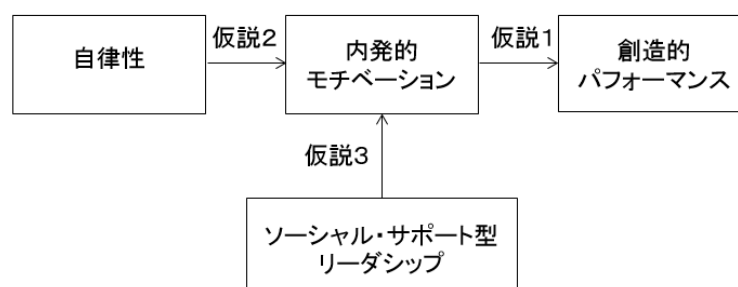 自律性
仮説2
内発的
モチベーション
仮説1
創造的
パフォーマンス
仮説3
ソーシャル・サポート型
リーダシップ